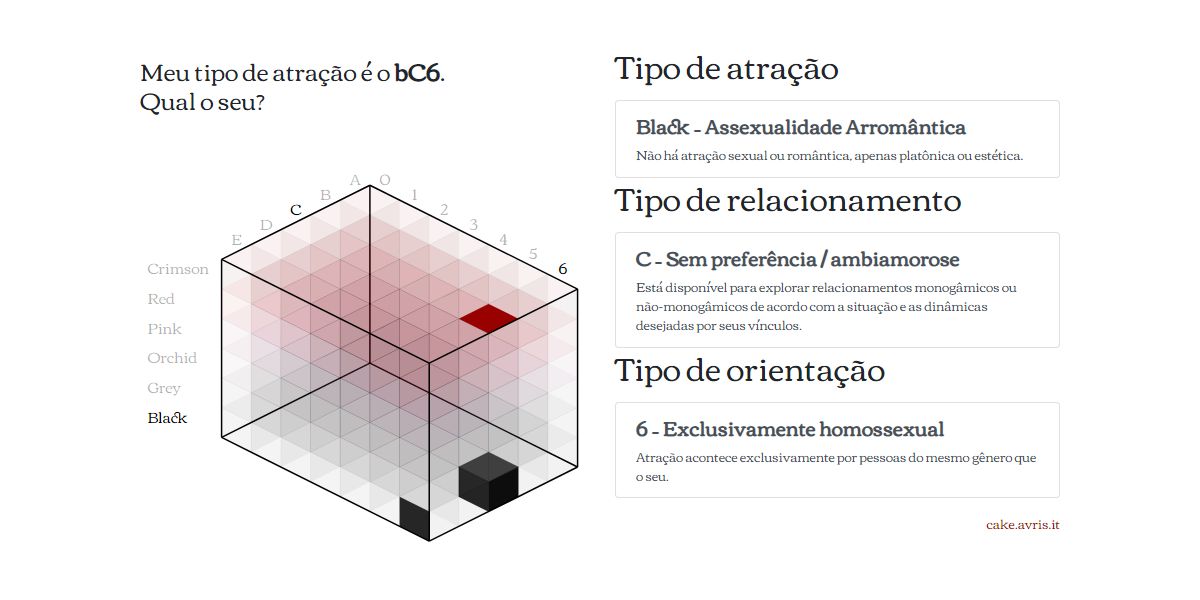 Meu tipo de atração é o bC6.
Qual o seu?
A O
B 1
C 2
D 3
E 4
5
6
Crimson
Red
Pink
Orchid
Grey
Black
Tipo de atração
Black - Assexualidade Arromântica
Não há atração sexual ou romântica, apenas platônica ou estética.
Tipo de relacionamento
C - Sem preferência / ambiamorose
Está disponível para explorar relacionamentos monogâmicos ou
não-monogâmicos de acordo com a situação e as dinâmicas
desejadas por seus vínculos.
Tipo de orientação
6 - Exclusivamente homossexual
Atração acontece exclusivamente por pessoas do mesmo gênero que
o seu.
cake.avris.it